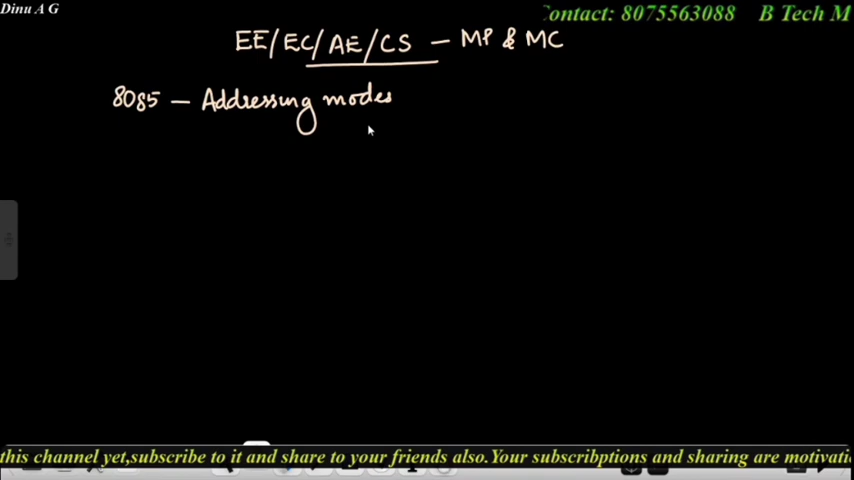 Dinu A G
Contact: 8075563088 B Tech M
EE/EC/AE/CS - MP & MC
8085 - Addressing modes
this channel yet,subscribe to it and share to your friends also.Your subscribptions and sharing are motivati